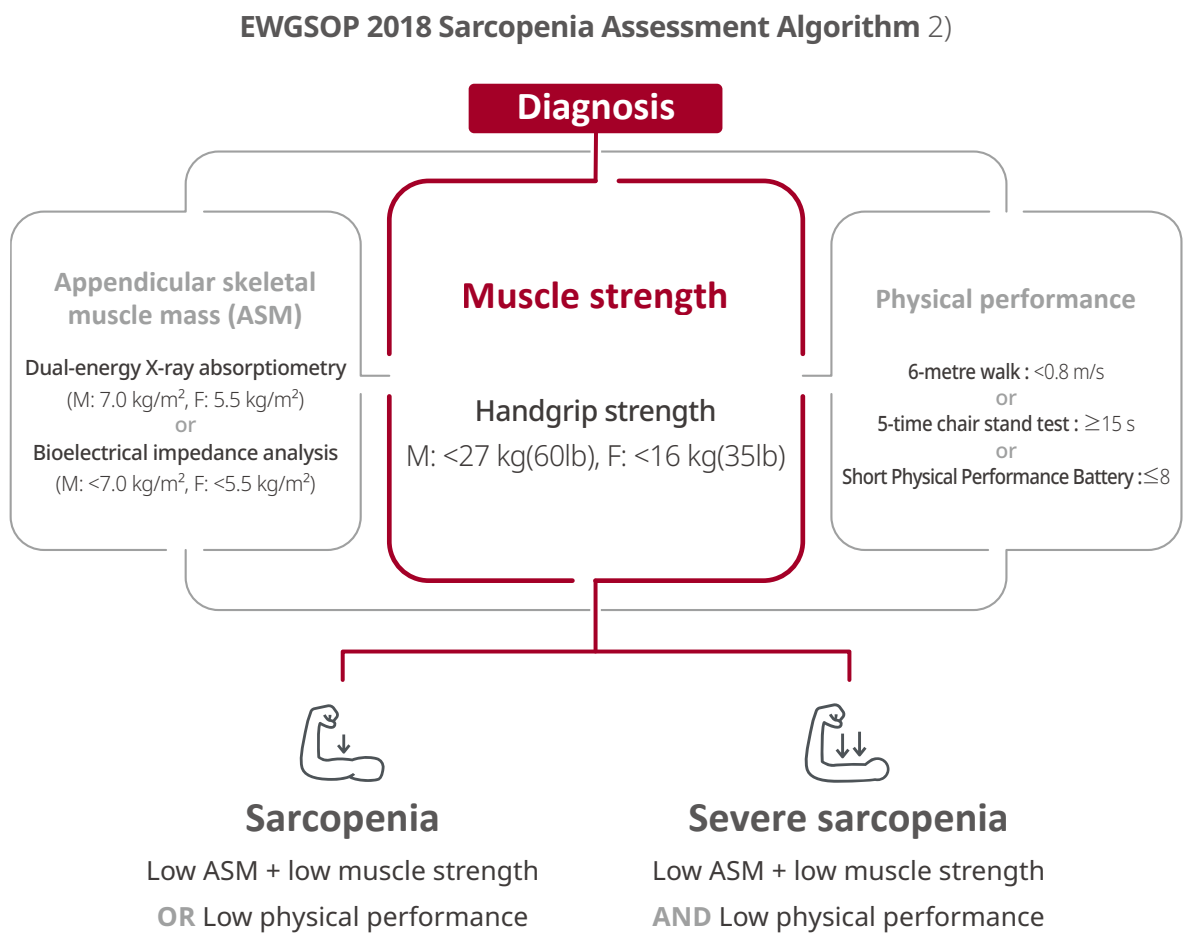 EWGSOP 2018 Sarcopenia Assessment Algorithm 2)
Diagnosis
Appendicular skeletal
muscle mass (ASM)
Dual-energy X-ray absorptiometry
(M: 7.0 kg/m², F: 5.5 kg/m²)
or
Bioelectrical impedance analysis
(M: <7.0 kg/m², F: <5.5 kg/m²)
Muscle strength
Handgrip strength
M: <27 kg(60lb), F: <16 kg(35lb)
Physical performance
6-metre walk : <0.8 m/s
or
5-time chair stand test : ≥15 s
or
Short Physical Performance Battery :≤8
Sarcopenia
Low ASM + low muscle strength
OR Low physical performance
Severe sarcopenia
Low ASM + low muscle strength
AND Low physical performance